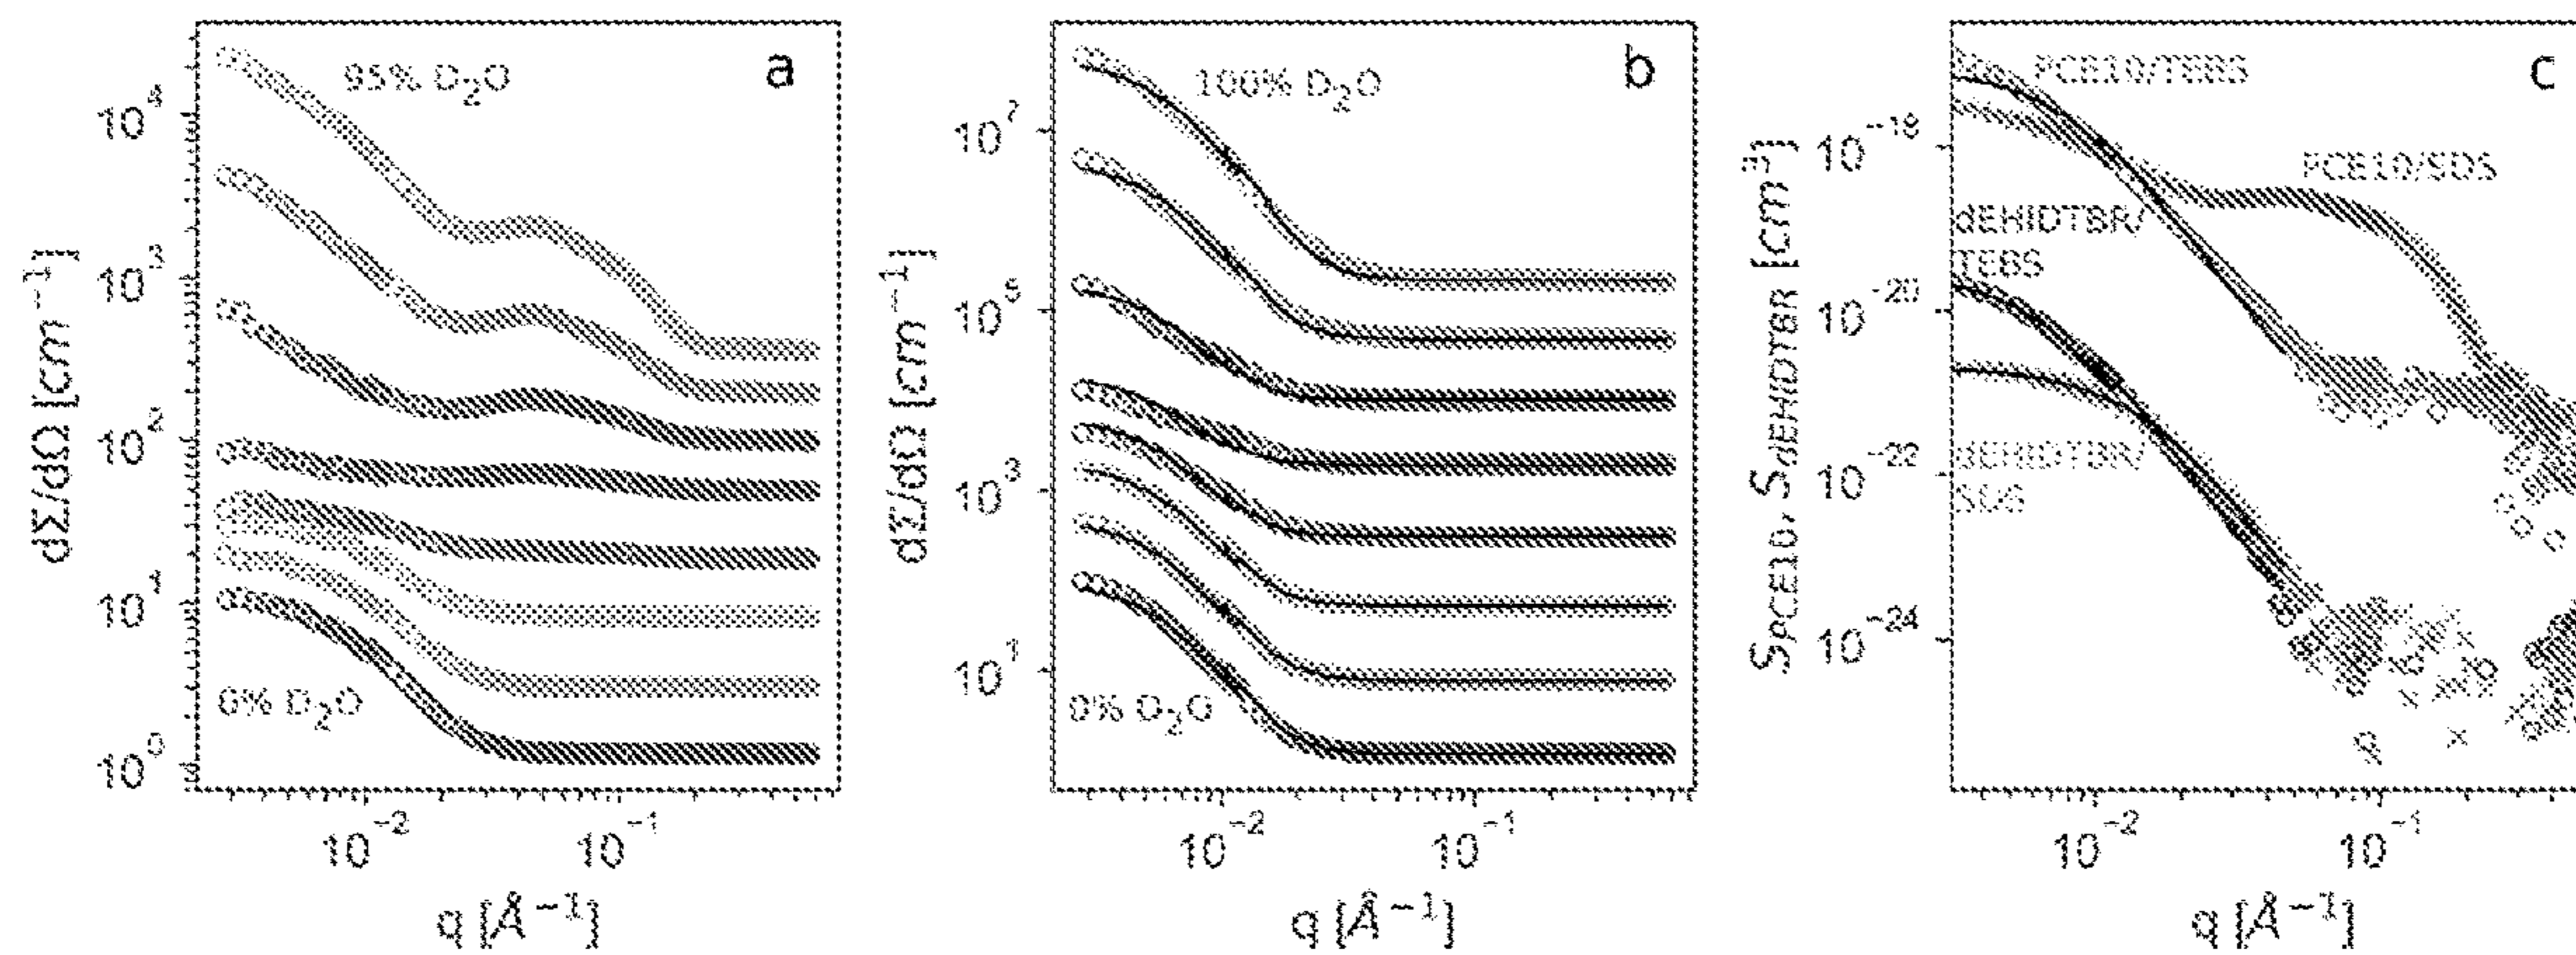 a
95% D2O
0% D2O
10^4
10^3
10^2
10^1
10^0
dΣ/dΩ [cm^-1]
10^-2 10^-1
q [Å^-1]
b
100% D2O
0% D2O
10^7
10^5
10^3
10^1
dΣ/dΩ [cm^-1]
10^-2 10^-1
q [Å^-1]
c
PCE10/TEBS
PCE10/SDS
dEHIDTBR/
TEBS
dEHIDTBR/
SDS
10^-18
10^-20
10^-22
10^-24
S_PCE10, S_dEHIDTBR [cm^3]
10^-2 10^-1
q [Å^-1]